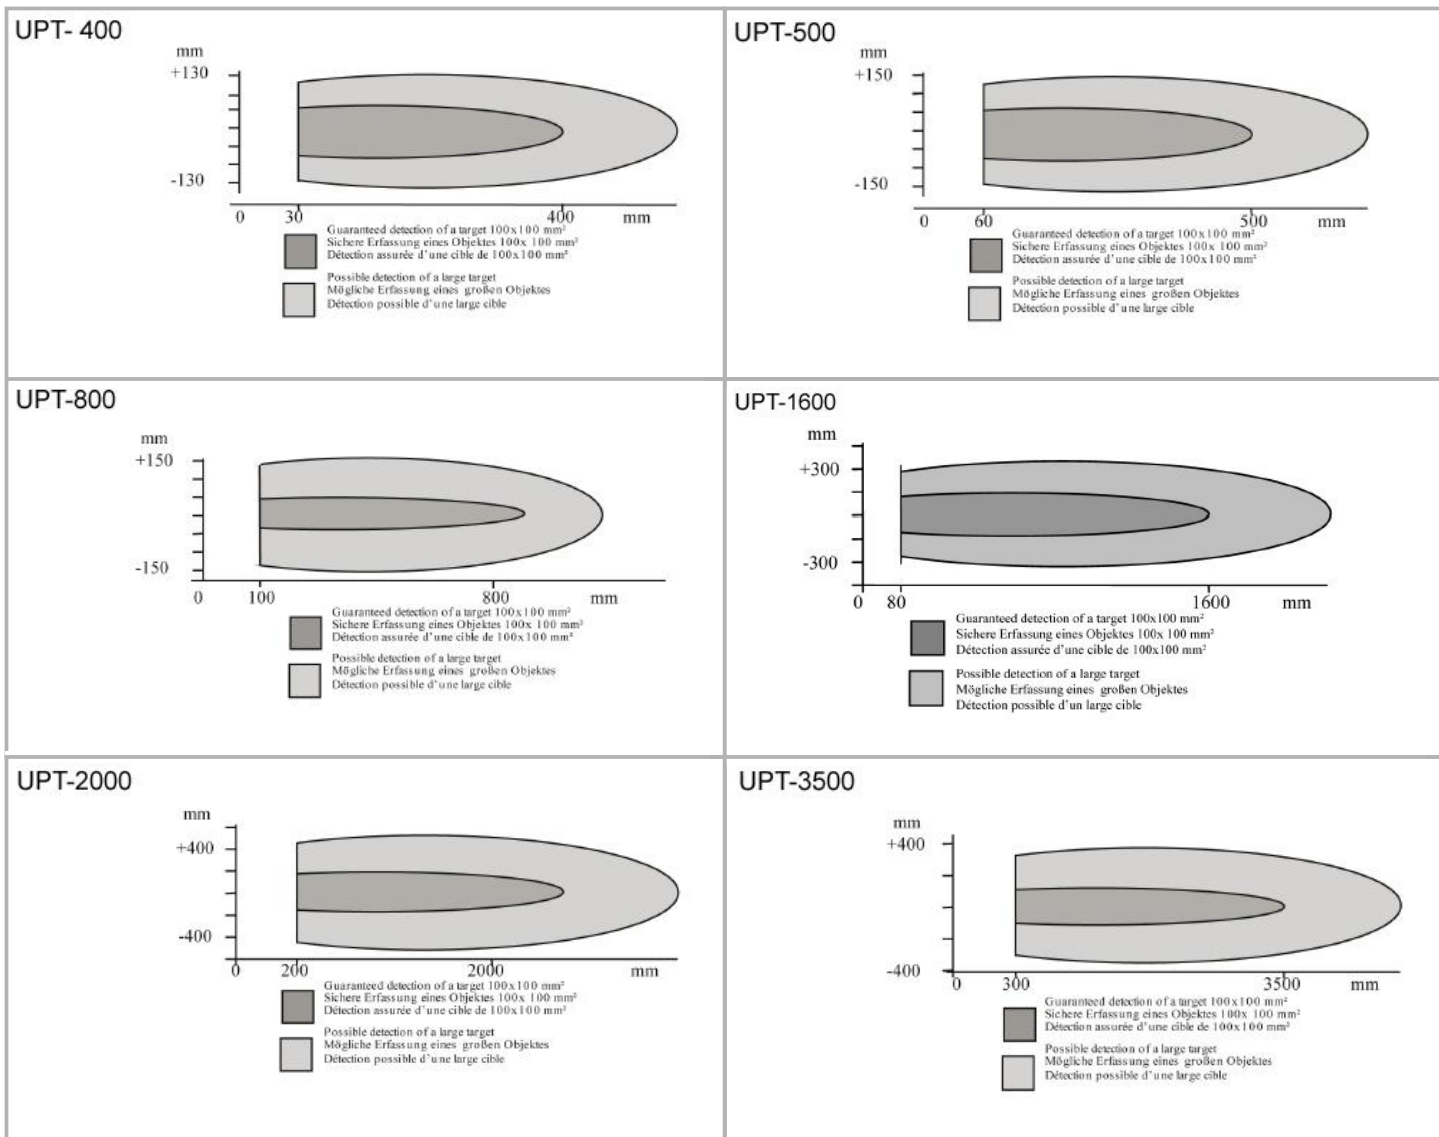 UPT- 400
mm
+130
-130
0 30 400 mm
Guaranteed detection of a target 100x100 mm²
Sichere Erfassung eines Objektes 100x 100 mm²
Détection assurée d'une cible de 100x100 mm²
Possible detection of a large target
Mögliche Erfassung eines großen Objektes
Détection possible d'une large cible
UPT-500
mm
+150
-150
0 60 500 mm
Guaranteed detection of a target 100x100 mm²
Sichere Erfassung eines Objektes 100x 100 mm²
Détection assurée d'une cible de 100x100 mm²
Possible detection of a large target
Mögliche Erfassung eines großen Objektes
Détection possible d'une large cible
UPT-800
mm
+150
-150
0 100 800 mm
Guaranteed detection of a target 100x100 mm²
Sichere Erfassung eines Objektes 100x 100 mm²
Détection assurée d'une cible de 100x100 mm²
Possible detection of a large target
Mögliche Erfassung eines großen Objektes
Détection possible d'une large cible
UPT-1600
mm
+300
-300
0 80 1600 mm
Guaranteed detection of a target 100x100 mm²
Sichere Erfassung eines Objektes 100x 100 mm²
Détection assurée d'une cible de 100x100 mm²
Possible detection of a large target
Mögliche Erfassung eines großen Objektes
Détection possible d'un large cible
UPT-2000
mm
+400
-400
0 200 2000 mm
Guaranteed detection of a target 100x100 mm²
Sichere Erfassung eines Objektes 100x 100 mm²
Détection assurée d'une cible de 100x100 mm²
Possible detection of a large target
Mögliche Erfassung eines großen Objektes
Détection possible d'une large cible
UPT-3500
mm
+400
-400
0 300 3500 mm
Guaranteed detection of a target 100x100 mm²
Sichere Erfassung eines Objektes 100x 100 mm²
Détection assurée d'une cible de 100x100 mm²
Possible detection of a large target
Mögliche Erfassung eines großen Objektes
Détection possible d'une large cible